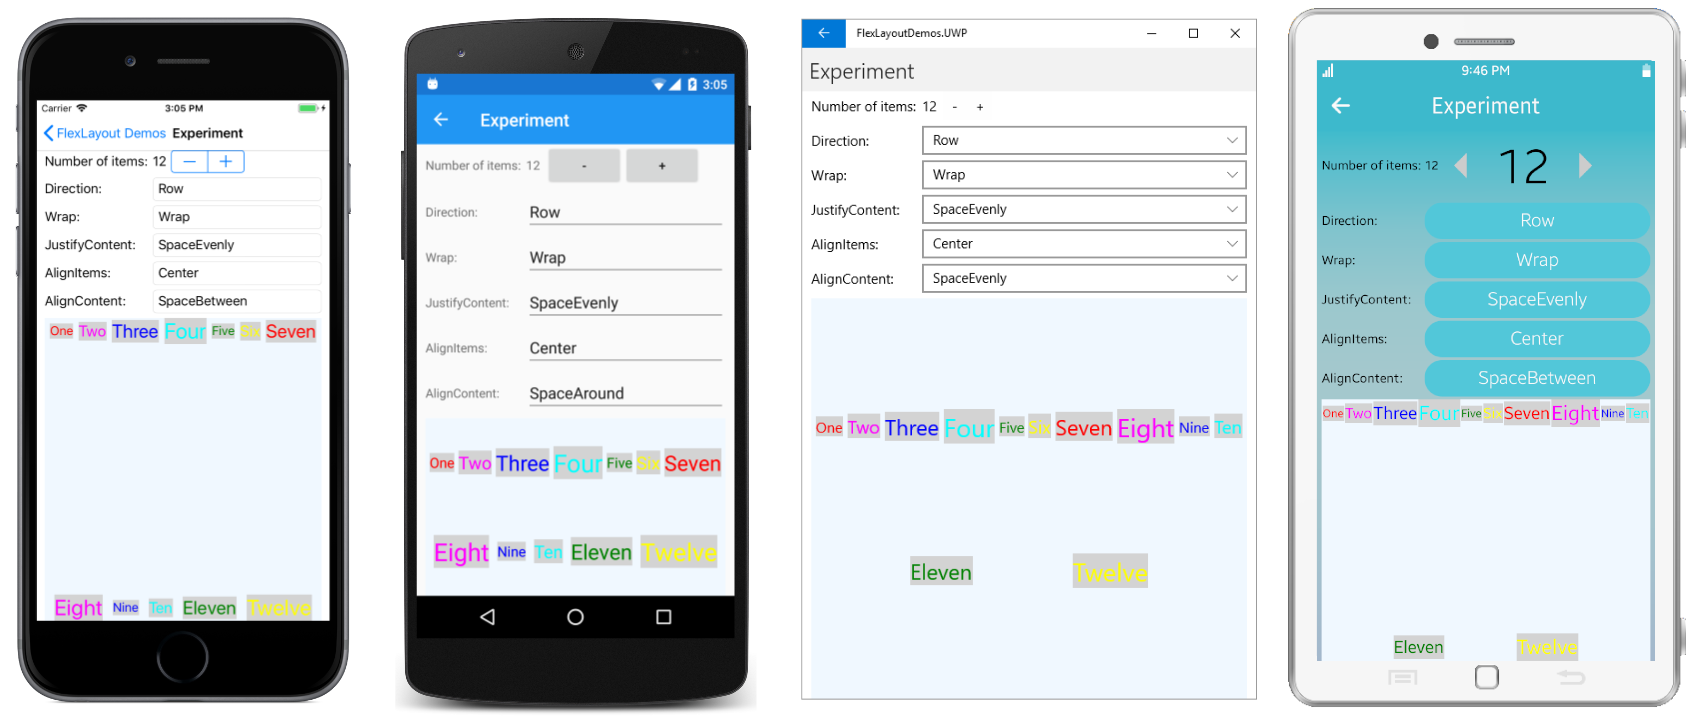 Carrier 3:05 PM
FlexLayout Demos Experiment
Number of items: 12 − +
Direction: Row
Wrap: Wrap
JustifyContent: SpaceEvenly
AlignItems: Center
AlignContent: SpaceBetween
One Two Three Four Five Six Seven
Eight Nine Ten Eleven Twelve
3:05
Experiment
Number of items: 12 - +
Direction: Row
Wrap: Wrap
JustifyContent: SpaceEvenly
AlignItems: Center
AlignContent: SpaceAround
One Two Three Four Five Six Seven
Eight Nine Ten Eleven Twelve
FlexLayoutDemos.UWP
Experiment
Number of items: 12 - +
Direction: Row
Wrap: Wrap
JustifyContent: SpaceEvenly
AlignItems: Center
AlignContent: SpaceEvenly
One Two Three Four Five Six Seven Eight Nine Ten
Eleven Twelve
9:46 PM
Experiment
Number of items: 12 12
Direction: Row
Wrap: Wrap
JustifyContent: SpaceEvenly
AlignItems: Center
AlignContent: SpaceBetween
One Two Three Four Five Six Seven Eight Nine Ten
Eleven Twelve